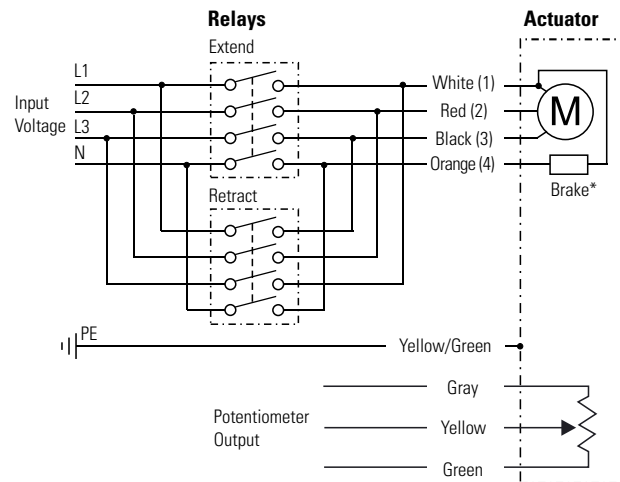 Relays
Actuator
Extend
L1
White (1)
Input
Voltage
L2
Red (2)
M
L3
Black (3)
N
Orange (4)
Brake*
Retract
PE
Yellow/Green
Gray
Potentiometer
Output
Yellow
Green